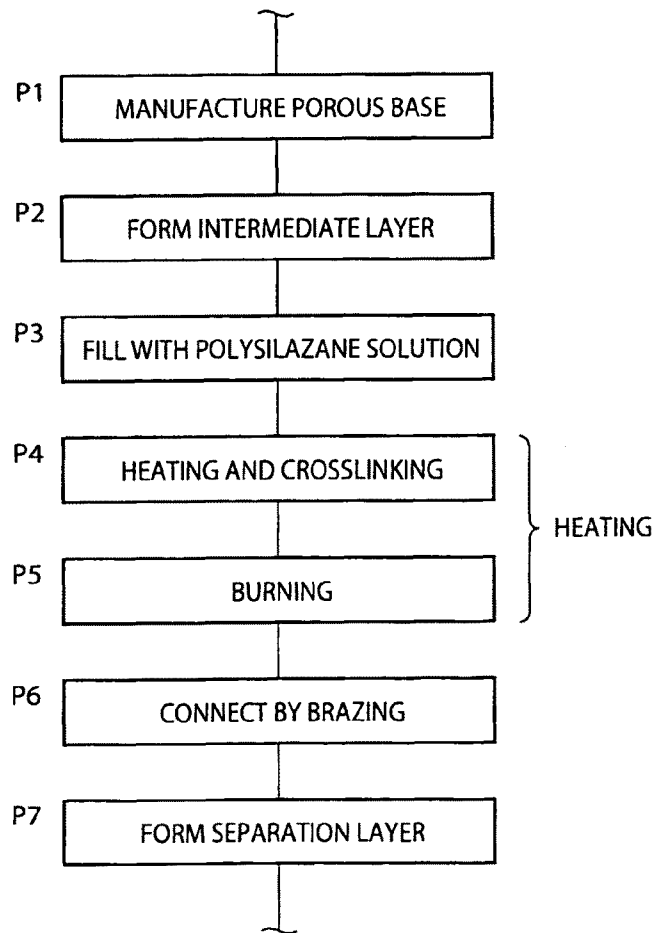 P1
MANUFACTURE POROUS BASE
P2
FORM INTERMEDIATE LAYER
P3
FILL WITH POLYSILAZANE SOLUTION
P4
HEATING AND CROSSLINKING
HEATING
P5
BURNING
P6
CONNECT BY BRAZING
P7
FORM SEPARATION LAYER